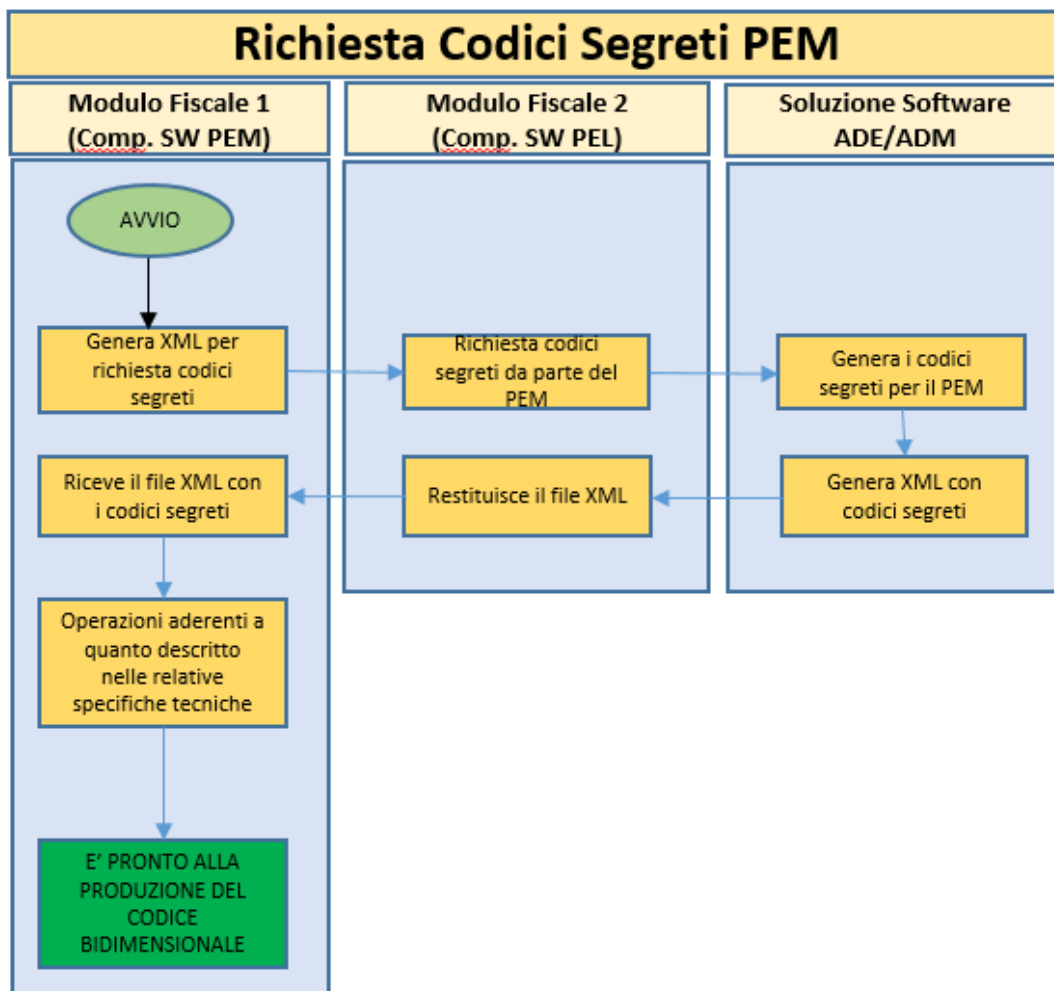 Richiesta Codici Segreti PEM
Modulo Fiscale 1
(Comp. SW PEM)
Modulo Fiscale 2
(Comp. SW PEL)
Soluzione Software
ADE/ADM
AVVIO
Genera XML per
richiesta codici
segreti
Richiesta codici
segreti da parte del
PEM
Genera i codici
segreti per il PEM
Riceve il file XML con
i codici segreti
Restituisce il file XML
Genera XML con
codici segreti
Operazioni aderenti a
quanto descritto
nelle relative
specifiche tecniche
E' PRONTO ALLA
PRODUZIONE DEL
CODICE
BIDIMENSIONALE